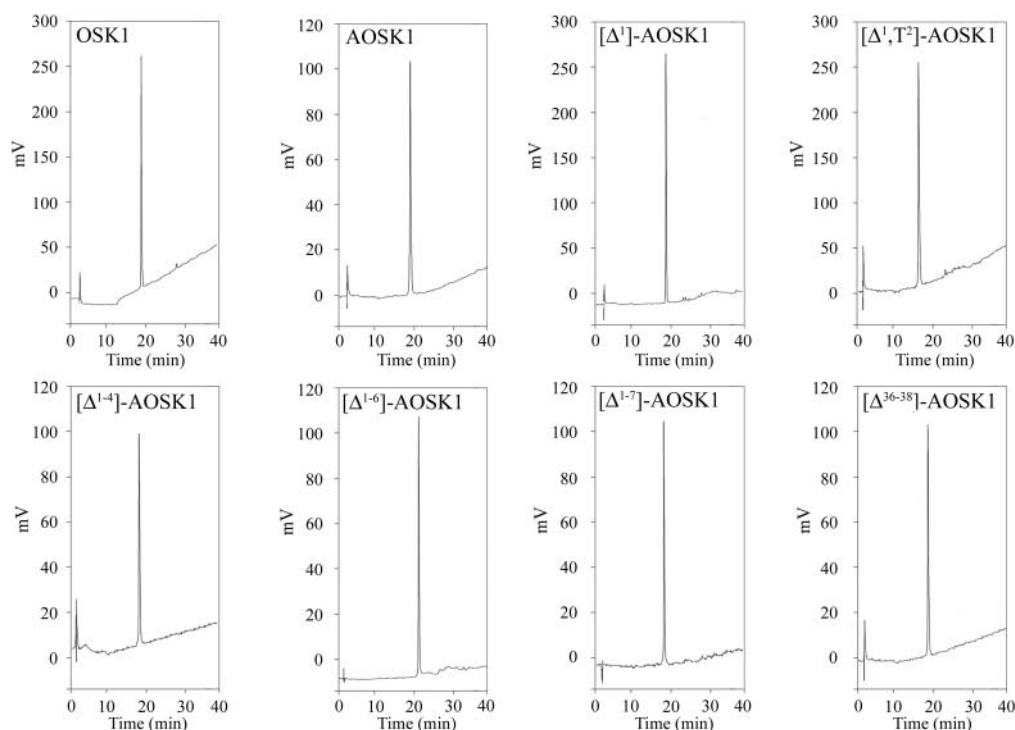 OSK1
mV
300
250
200
150
100
50
0
0 10 20 30 40
Time (min)
AOSK1
mV
120
100
80
60
40
20
0
0 10 20 30 40
Time (min)
[Δ¹]-AOSK1
mV
300
250
200
150
100
50
0
0 10 20 30 40
Time (min)
[Δ¹,T²]-AOSK1
mV
300
250
200
150
100
50
0
0 10 20 30 40
Time (min)
[Δ¹⁻⁴]-AOSK1
mV
120
100
80
60
40
20
0
0 10 20 30 40
Time (min)
[Δ¹⁻⁶]-AOSK1
mV
120
100
80
60
40
20
0
0 10 20 30 40
Time (min)
[Δ¹⁻⁷]-AOSK1
mV
120
100
80
60
40
20
0
0 10 20 30 40
Time (min)
[Δ³⁶⁻³⁸]-AOSK1
mV
120
100
80
60
40
20
0
0 10 20 30 40
Time (min)